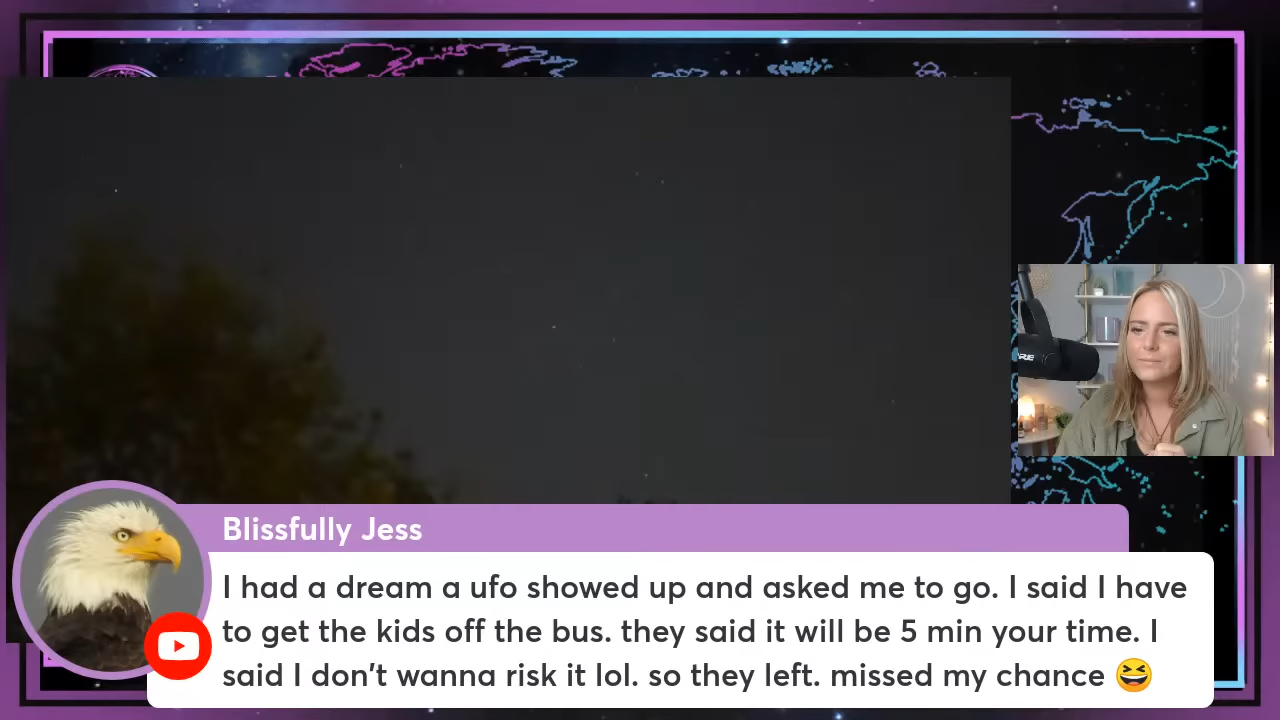 Blissfully Jess
I had a dream a ufo showed up and asked me to go. I said I have
to get the kids off the bus. they said it will be 5 min your time. I
said I don't wanna risk it lol. so they left. missed my chance 😆